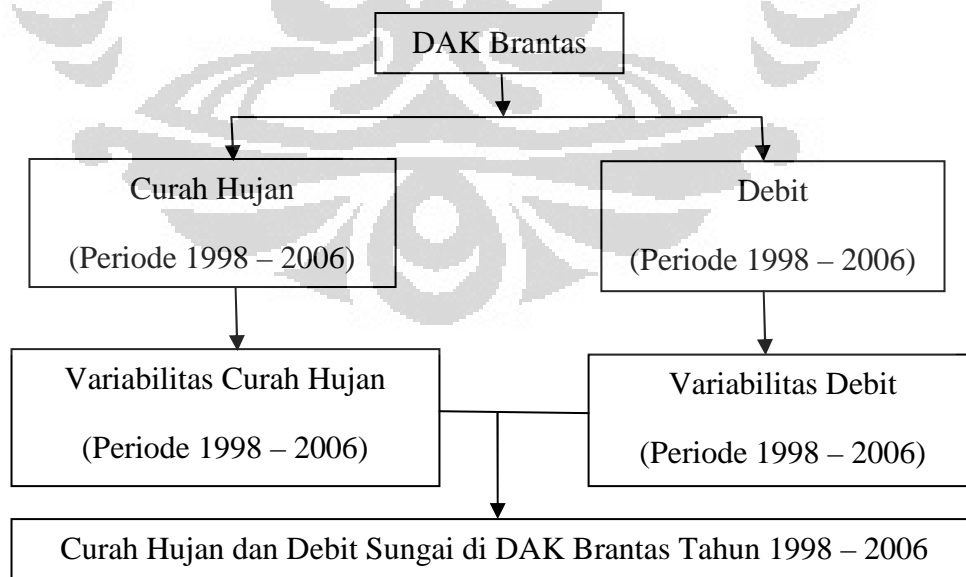 DAK Brantas
Curah Hujan
(Periode 1998 – 2006)
Debit
(Periode 1998 – 2006)
Variabilitas Curah Hujan
(Periode 1998 – 2006)
Variabilitas Debit
(Periode 1998 – 2006)
Curah Hujan dan Debit Sungai di DAK Brantas Tahun 1998 – 2006